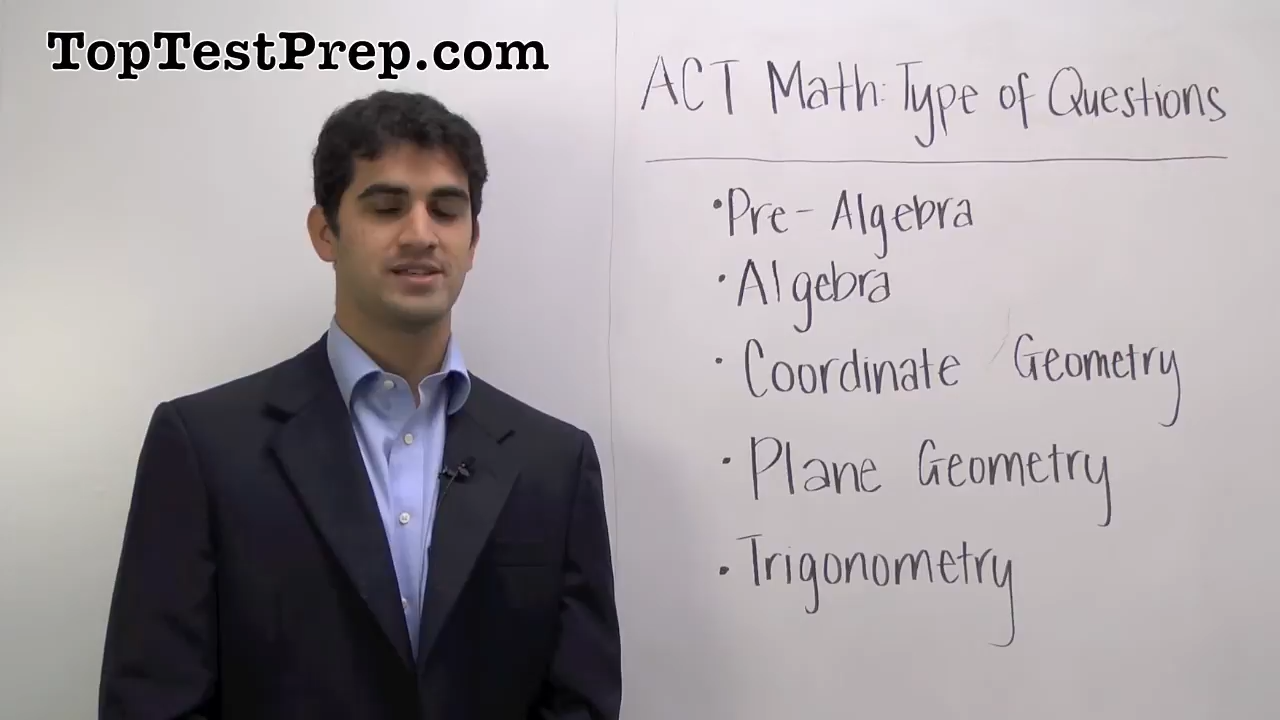 TopTestPrep.com
ACT Math: Type of Questions
• Pre-Algebra
• Algebra
• Coordinate Geometry
• Plane Geometry
• Trigonometry